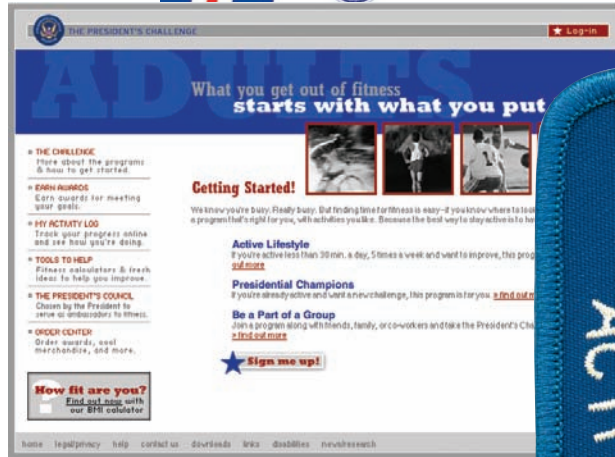 THE PRESIDENT'S CHALLENGE
Log-in
ADULTS
What you get out of fitness
starts with what you put
THE CHALLENGE
More about the programs
& how to get started.
EARN AWARDS
Earn awards for meeting
your goals.
MY ACTIVITY LOG
Track your progress online
and see how you're doing.
TOOLS TO HELP
Fitness calculators & fresh
ideas to help you improve.
THE PRESIDENT'S COUNCIL
Chosen by the President to
serve as ambassadors to fitness.
ORDER CENTER
Order awards, cool
merchandise, and more.
How fit are you?
Find out now with
our BMI calulator
Getting Started!
We know you're busy. Really busy. But finding time for fitness is easy–if you know where to look
a program that's right for you, with activities you like. Because the best way to stay active is to ha
Active Lifestyle
If you're active less than 30 min. a day, 5 times a week and want to improve, this prog
out more
Presidential Champions
If you're already active and want a new challenge, this program is for you. » find out m
Be a Part of a Group
Join a program along with friends, family, or co-workers and take the President's Cha
» find out more
Sign me up!
home legal/privacy help contact us downloads links disabilities news/research
ACTI